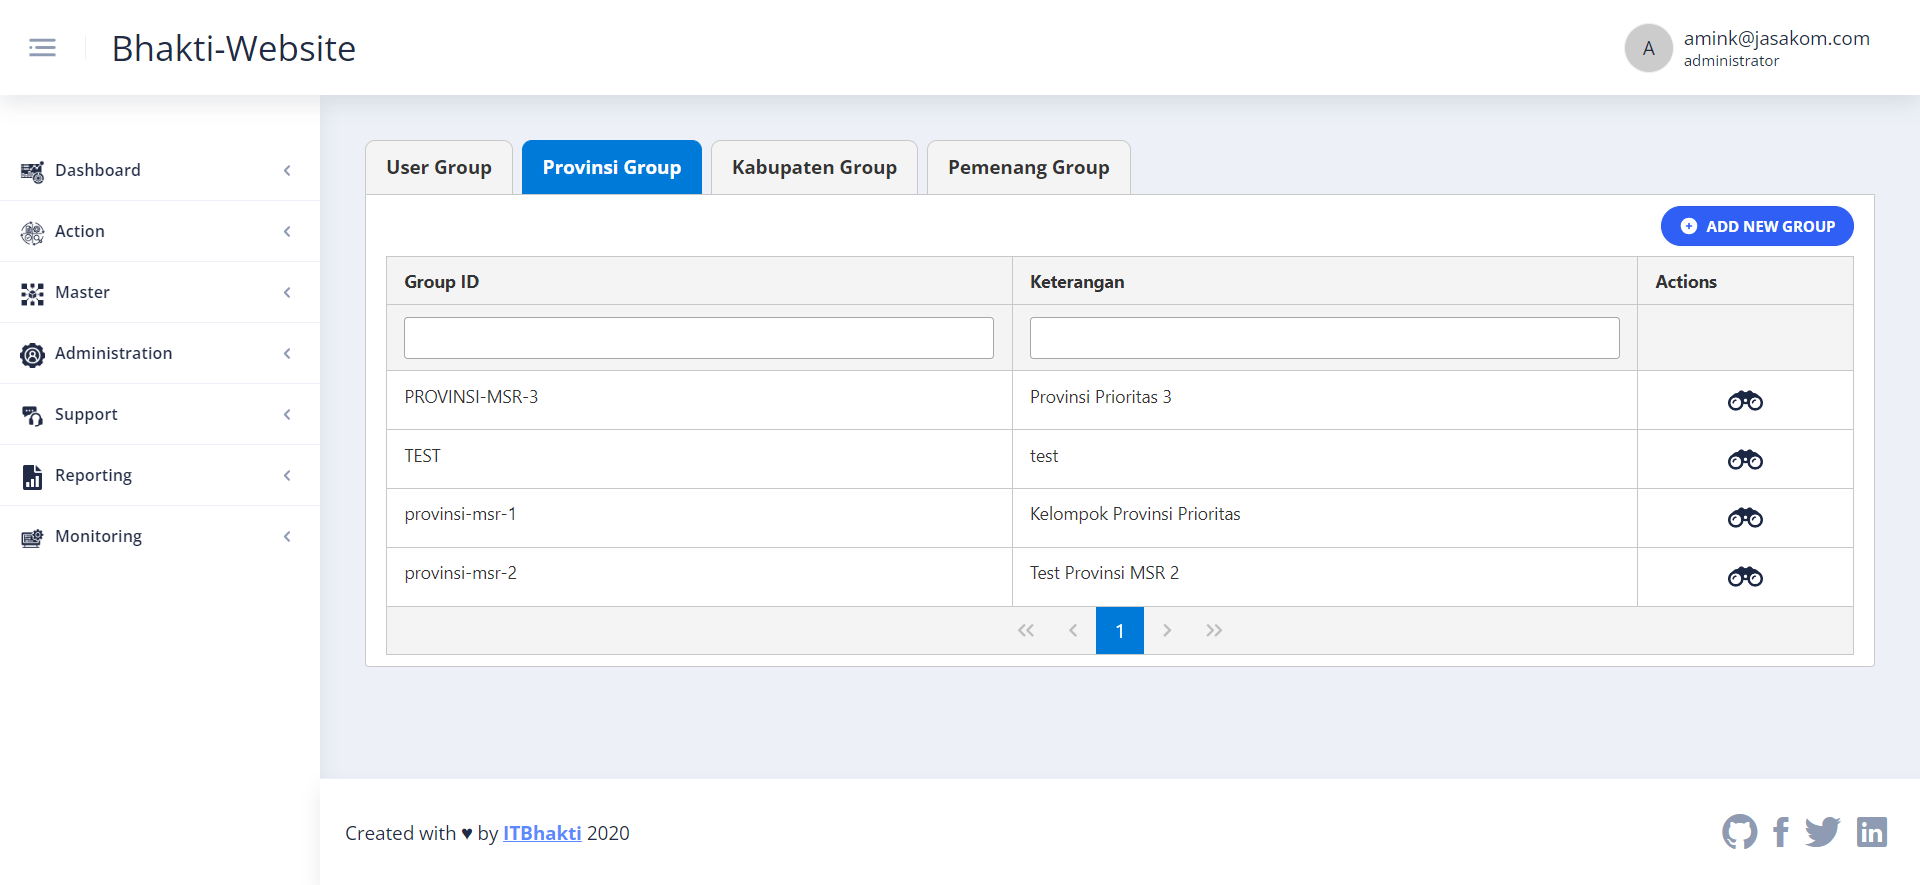 Bhakti-Website
A
amink@jasakom.com
administrator
Dashboard
Action
Master
Administration
Support
Reporting
Monitoring
User Group
Provinsi Group
Kabupaten Group
Pemenang Group
ADD NEW GROUP
Group ID Keterangan Actions
PROVINSI-MSR-3 Provinsi Prioritas 3
TEST test
provinsi-msr-1 Kelompok Provinsi Prioritas
provinsi-msr-2 Test Provinsi MSR 2
1
Created with ♥ by ITBhakti 2020